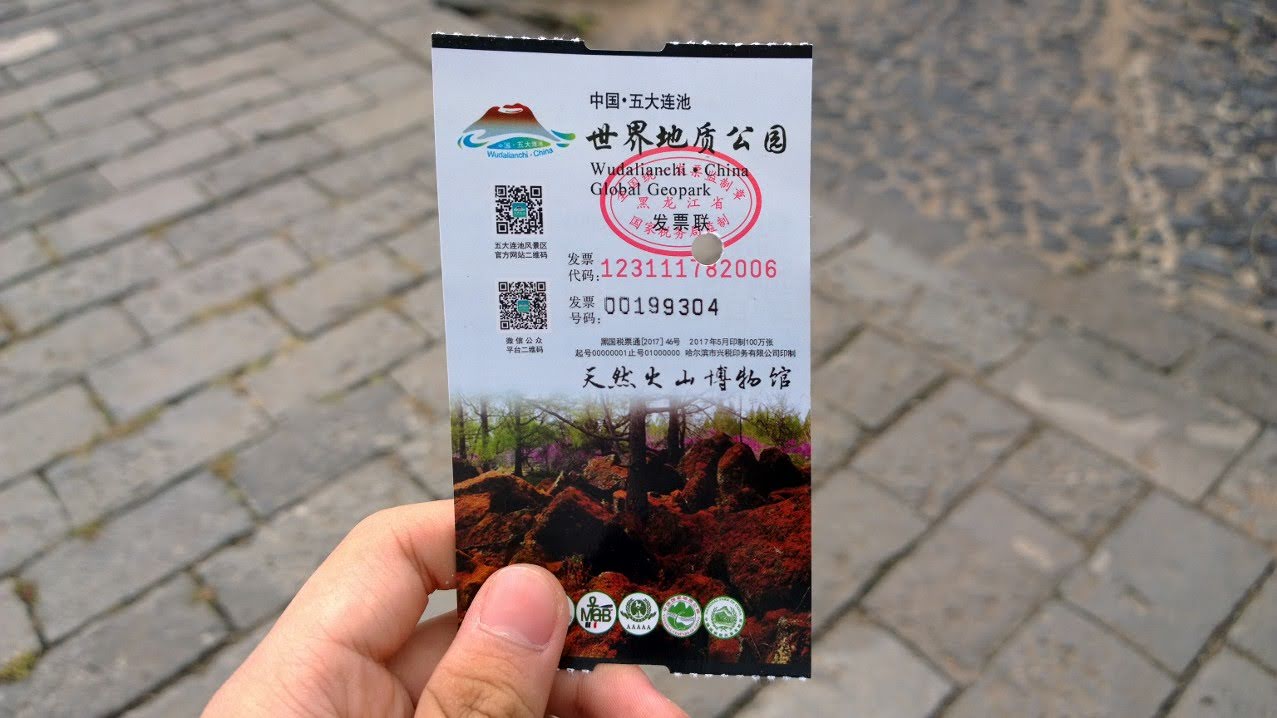 中国·五大连池
世界地质公园
Wudalianchi · China
Global Geopark
中国·五大连池
Wudalianchi · China
发票监制章
黑龙江省
发票联
国家税务局监制
五大连池风景区
官方网站二维码
发票
代码:123111782006
发票
号码:00199304
微信公众
平台二维码
黑国税票通[2017]46号 2017年5月印制100万张
起号00000001止号01000000 哈尔滨市兴税印务有限公司印制
天然火山博物馆
MaB
AAAAA